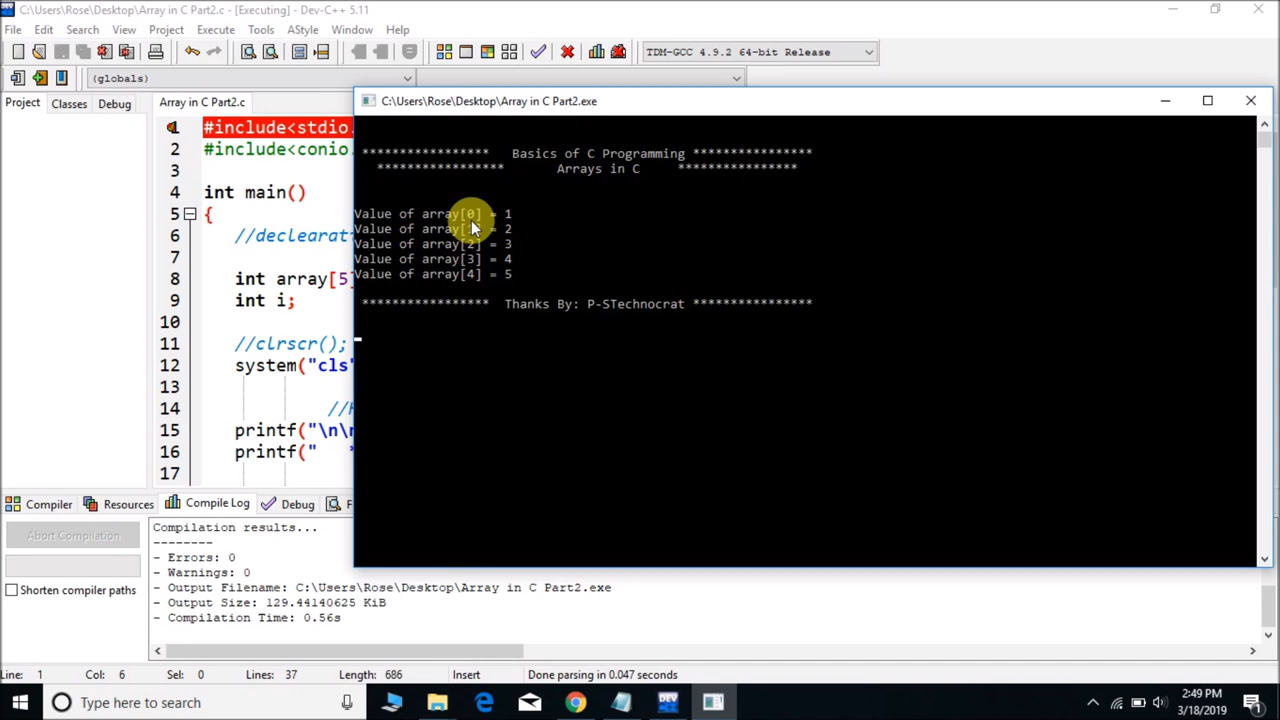 C:\Users\Rose\Desktop\Array in C Part2.c - [Executing] - Dev-C++ 5.11
File Edit Search View Project Execute Tools AStyle Window Help
TDM-GCC 4.9.2 64-bit Release
(globals)
Project Classes Debug
Array in C Part2.c
1 #include<stdio.
2 #include<conio.
3
4 int main()
5 {
6 //declearat
7
8 int array[5]
9 int i;
10
11 //clrscr();
12 system("cls"
13
14 //
15 printf("\n\n
16 printf("   *
17
C:\Users\Rose\Desktop\Array in C Part2.exe
***************** Basics of C Programming ****************
***************** Arrays in C ****************
Value of array[0] = 1
Value of array[1] = 2
Value of array[2] = 3
Value of array[3] = 4
Value of array[4] = 5
***************** Thanks By: P-STechnocrat ****************
Compiler Resources Compile Log Debug
Abort Compilation
Shorten compiler paths
Compilation results...
--------
- Errors: 0
- Warnings: 0
- Output Filename: C:\Users\Rose\Desktop\Array in C Part2.exe
- Output Size: 129.44140625 KiB
- Compilation Time: 0.56s
Line: 1 Col: 6 Sel: 0 Lines: 37 Length: 686 Insert Done parsing in 0.047 seconds
Type here to search
DEV
2:49 PM
3/18/2019
1